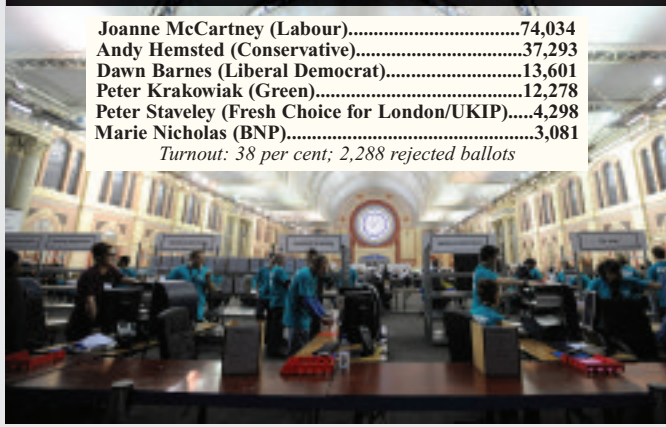 Joanne McCartney (Labour)................................74,034
Andy Hemsted (Conservative)..........................37,293
Dawn Barnes (Liberal Democrat)......................13,601
Peter Krakowiak (Green)..................................12,278
Peter Staveley (Fresh Choice for London/UKIP).....4,298
Marie Nicholas (BNP)...........................................3,081
Turnout: 38 per cent; 2,288 rejected ballots